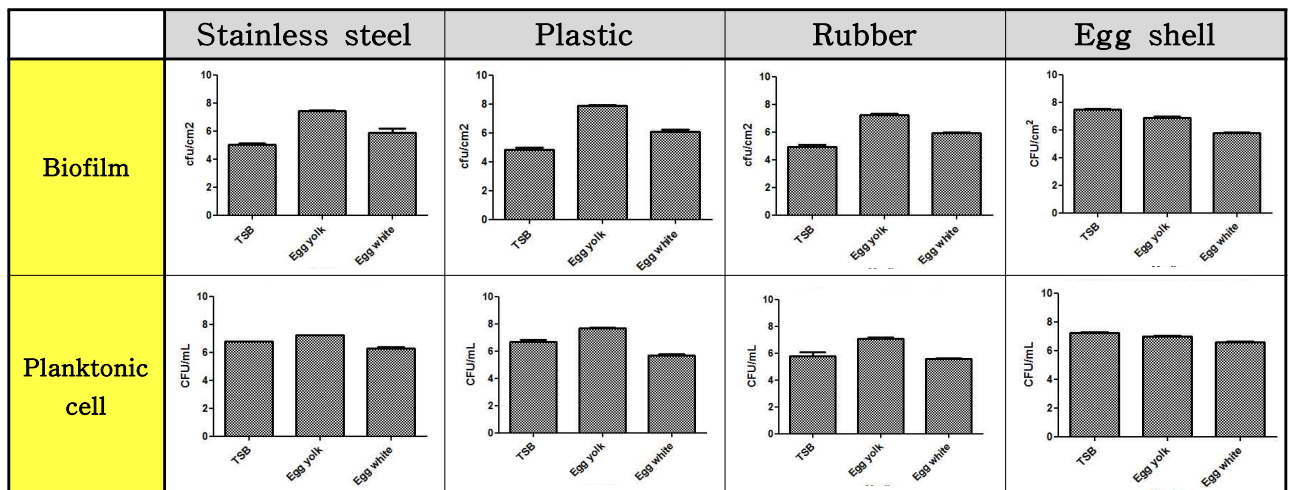 Stainless steel
Plastic
Rubber
Egg shell
Biofilm
cfu/cm2
10
8
6
4
2
0
TSB
Egg yolk
Egg white
cfu/cm2
10
8
6
4
2
0
TSB
Egg yolk
Egg white
cfu/cm2
10
8
6
4
2
0
TSB
Egg yolk
Egg white
CFU/cm²
10
8
6
4
2
0
TSB
Egg yolk
Egg white
Planktonic
cell
CFU/mL
10
8
6
4
2
0
TSB
Egg yolk
Egg white
CFU/mL
10
8
6
4
2
0
TSB
Egg yolk
Egg white
CFU/mL
10
8
6
4
2
0
TSB
Egg yolk
Egg white
CFU/mL
10
8
6
4
2
0
TSB
Egg yolk
Egg white